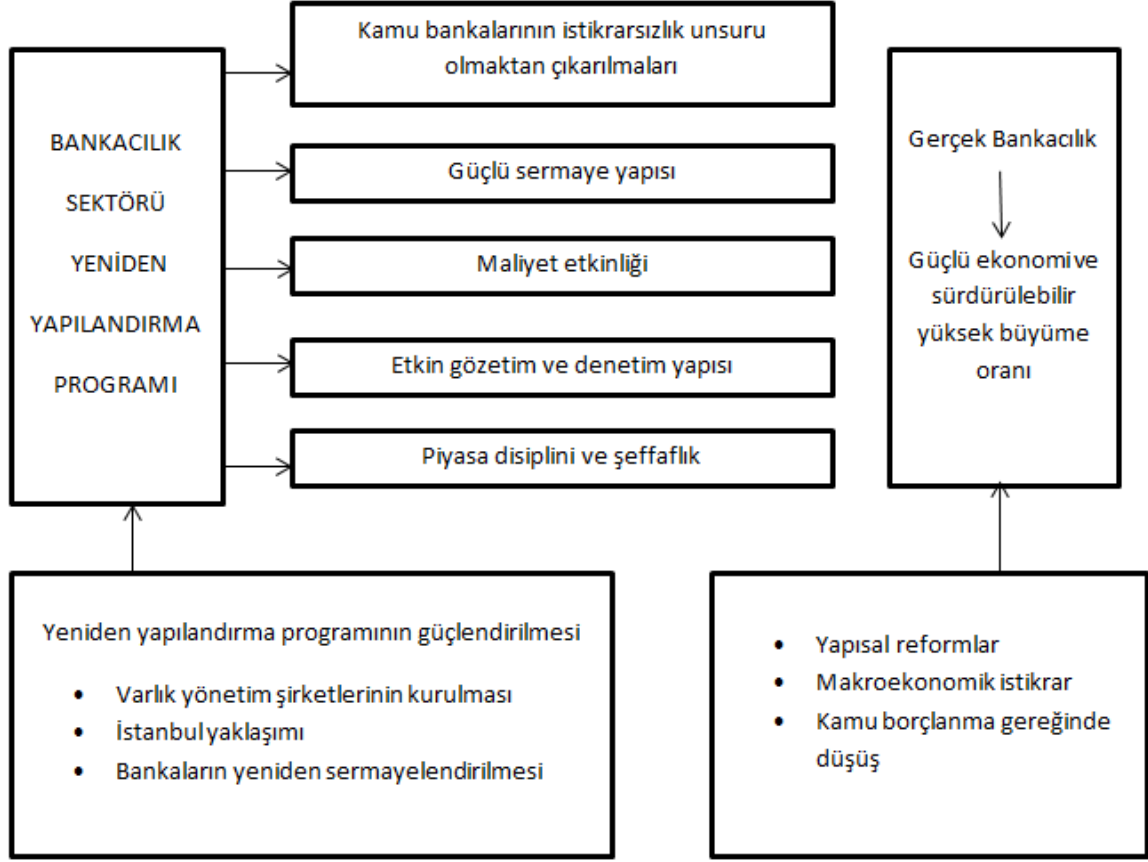 BANKACILIK
SEKTÖRÜ
YENİDEN
YAPILANDIRMA
PROGRAMI
Kamu bankalarının istikrarsızlık unsuru
olmaktan çıkarılmaları
Güçlü sermaye yapısı
Maliyet etkinliği
Etkin gözetim ve denetim yapısı
Piyasa disiplini ve şeffaflık
Gerçek Bankacılık
Güçlü ekonomi ve
sürdürülebilir
yüksek büyüme
oranı
Yeniden yapılandırma programının güçlendirilmesi
• Varlık yönetim şirketlerinin kurulması
• İstanbul yaklaşımı
• Bankaların yeniden sermayelendirilmesi
• Yapısal reformlar
• Makroekonomik istikrar
• Kamu borçlanma gereğinde
düşüş